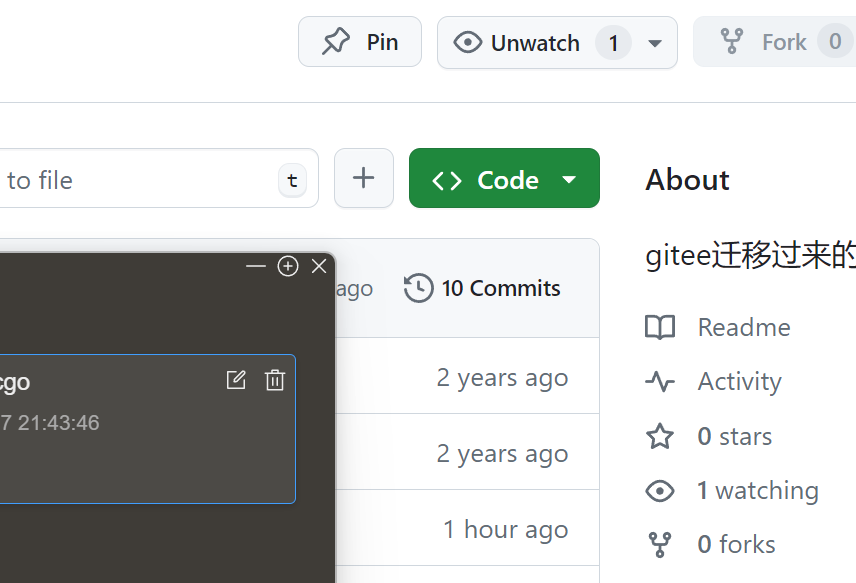 Pin
Unwatch 1
Fork 0
to file t
Code
About
gitee迁移过来的
ago
10 Commits
Readme
2 years ago
Activity
cgo
7 21:43:46
0 stars
2 years ago
1 watching
1 hour ago
0 forks